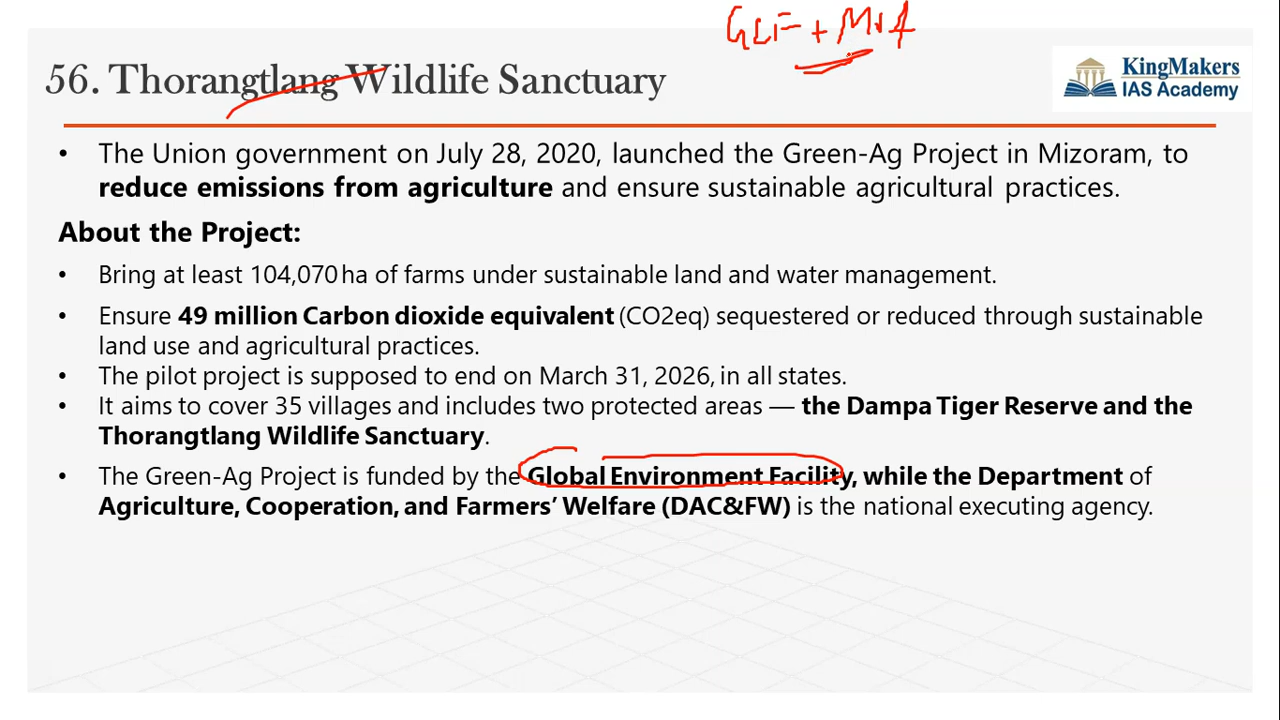 GEF + MoA
56. Thorangtlang Wildlife Sanctuary
KingMakers
IAS Academy
• The Union government on July 28, 2020, launched the Green-Ag Project in Mizoram, to
reduce emissions from agriculture and ensure sustainable agricultural practices.
About the Project:
• Bring at least 104,070 ha of farms under sustainable land and water management.
• Ensure 49 million Carbon dioxide equivalent (CO2eq) sequestered or reduced through sustainable
land use and agricultural practices.
• The pilot project is supposed to end on March 31, 2026, in all states.
• It aims to cover 35 villages and includes two protected areas — the Dampa Tiger Reserve and the
Thorangtlang Wildlife Sanctuary.
• The Green-Ag Project is funded by the Global Environment Facility, while the Department of
Agriculture, Cooperation, and Farmers’ Welfare (DAC&FW) is the national executing agency.